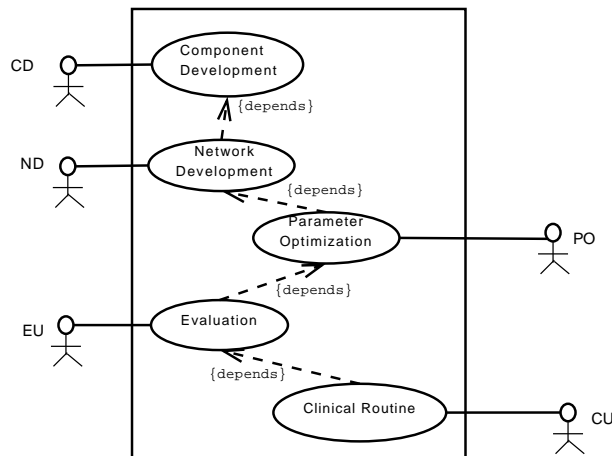 Component
Development
CD
{depends}
Network
Development
ND
{depends}
Parameter
Optimization
PO
{depends}
Evaluation
EU
{depends}
Clinical Routine
CU